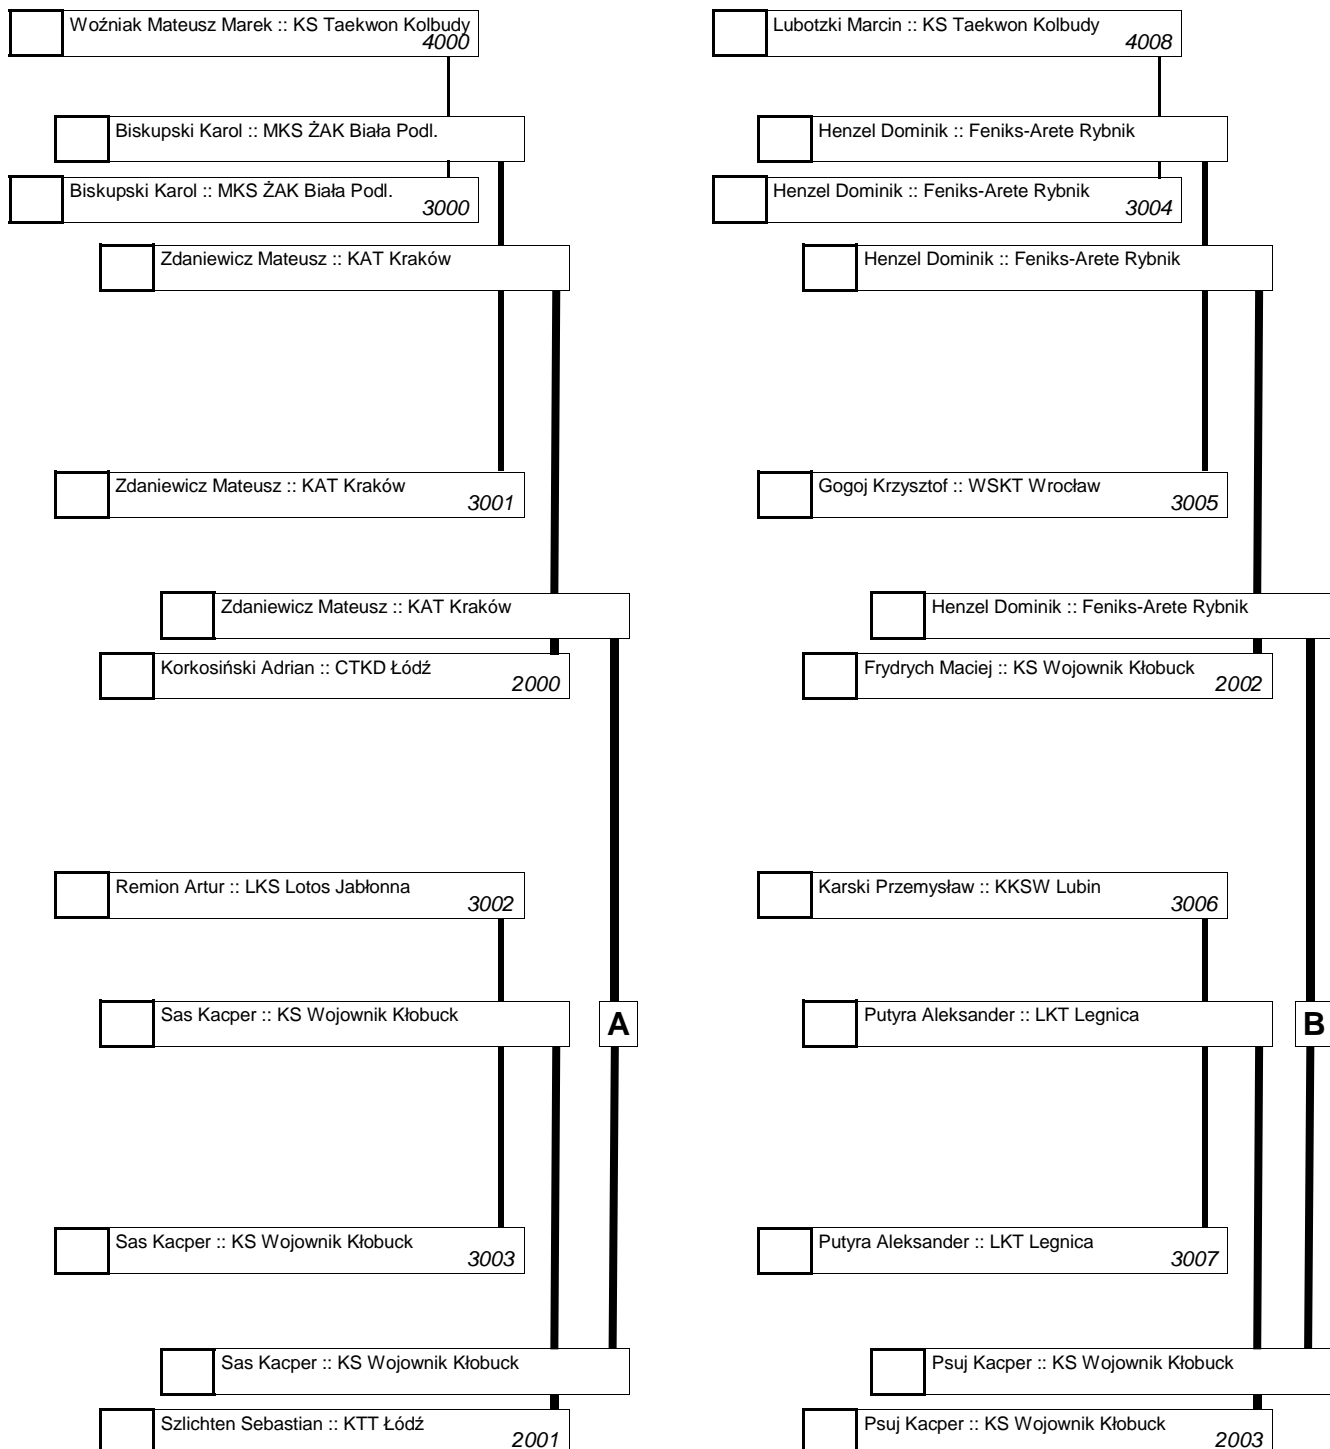 Woźniak Mateusz Marek :: KS Taekwon Kolbudy
4000
Biskupski Karol :: MKS ŻAK Biała Podl.
Biskupski Karol :: MKS ŻAK Biała Podl.
3000
Zdaniewicz Mateusz :: KAT Kraków
Zdaniewicz Mateusz :: KAT Kraków
3001
Zdaniewicz Mateusz :: KAT Kraków
Korkosiński Adrian :: CTKD Łódź
2000
Remion Artur :: LKS Lotos Jabłonna
3002
Sas Kacper :: KS Wojownik Kłobuck
A
Sas Kacper :: KS Wojownik Kłobuck
3003
Sas Kacper :: KS Wojownik Kłobuck
Szlichten Sebastian :: KTT Łódź
2001
Lubotzki Marcin :: KS Taekwon Kolbudy
4008
Henzel Dominik :: Feniks-Arete Rybnik
Henzel Dominik :: Feniks-Arete Rybnik
3004
Henzel Dominik :: Feniks-Arete Rybnik
Gogoj Krzysztof :: WSKT Wrocław
3005
Henzel Dominik :: Feniks-Arete Rybnik
Frydrych Maciej :: KS Wojownik Kłobuck
2002
Karski Przemysław :: KKSW Lubin
3006
Putyra Aleksander :: LKT Legnica
B
Putyra Aleksander :: LKT Legnica
3007
Psuj Kacper :: KS Wojownik Kłobuck
Psuj Kacper :: KS Wojownik Kłobuck
2003